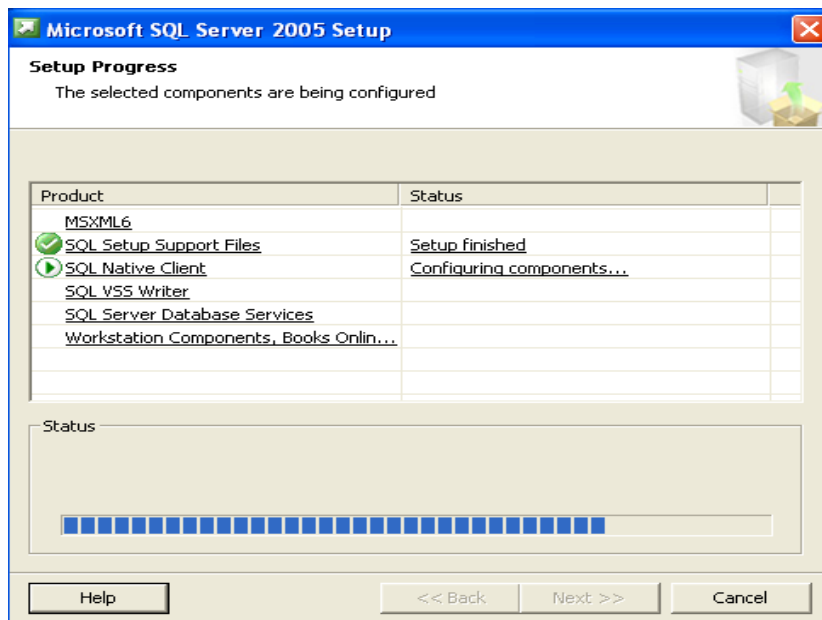 Microsoft SQL Server 2005 Setup
Setup Progress
The selected components are being configured
Product Status
MSXML6
SQL Setup Support Files Setup finished
SQL Native Client Configuring components...
SQL VSS Writer
SQL Server Database Services
Workstation Components, Books Onlin...
Status
Help << Back Next >> Cancel